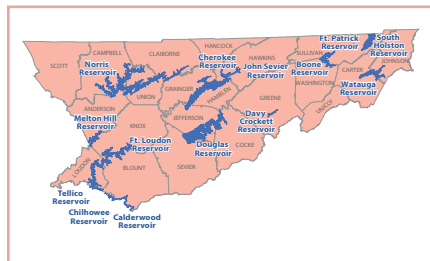 Ft. Patrick
Reservoir
South
Holston
Reservoir
HANCOCK
SULLIVAN
JOHNSON
CAMPBELL
CLAIBORNE
Cherokee
Reservoir
HAWKINS
John Sevier
Reservoir
Boone
Reservoir
CARTER
Norris
Reservoir
SCOTT
UNION
GRAINGER
HAMBLEN
GREENE
WASHINGTON
Watauga
Reservoir
UNICOI
ANDERSON
Melton Hill
Reservoir
KNOX
JEFFERSON
Davy
Crockett
Reservoir
Ft. Loudon
Reservoir
Douglas
Reservoir
COCKE
LOUDON
BLOUNT
SEVIER
Tellico
Reservoir
Chilhowee
Reservoir
Calderwood
Reservoir